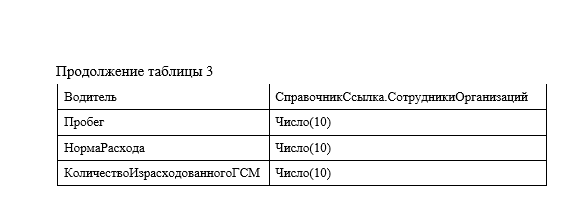 Продолжение таблицы 3
Водитель СправочникСсылка.СотрудникиОрганизаций
Пробег Число(10)
НормаРасхода Число(10)
КоличествоИзрасходованногоГСМ Число(10)